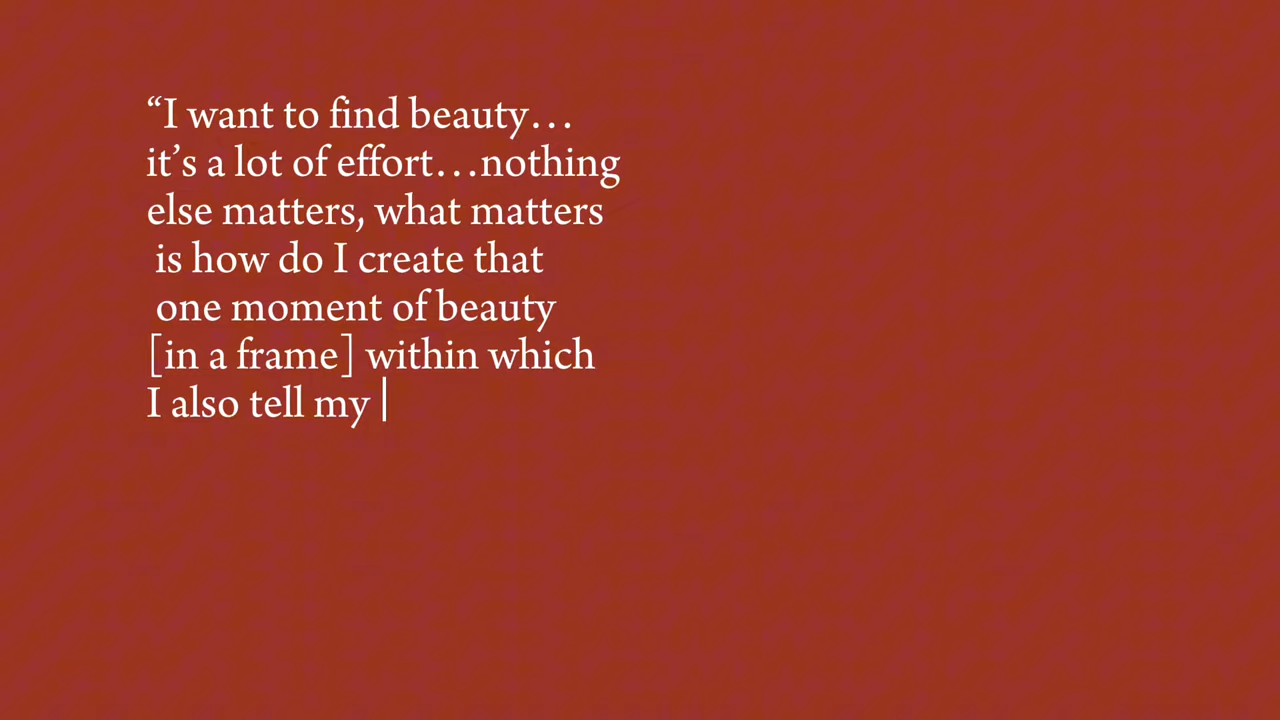 “I want to find beauty…
it’s a lot of effort…nothing
else matters, what matters
is how do I create that
one moment of beauty
[in a frame] within which
I also tell my